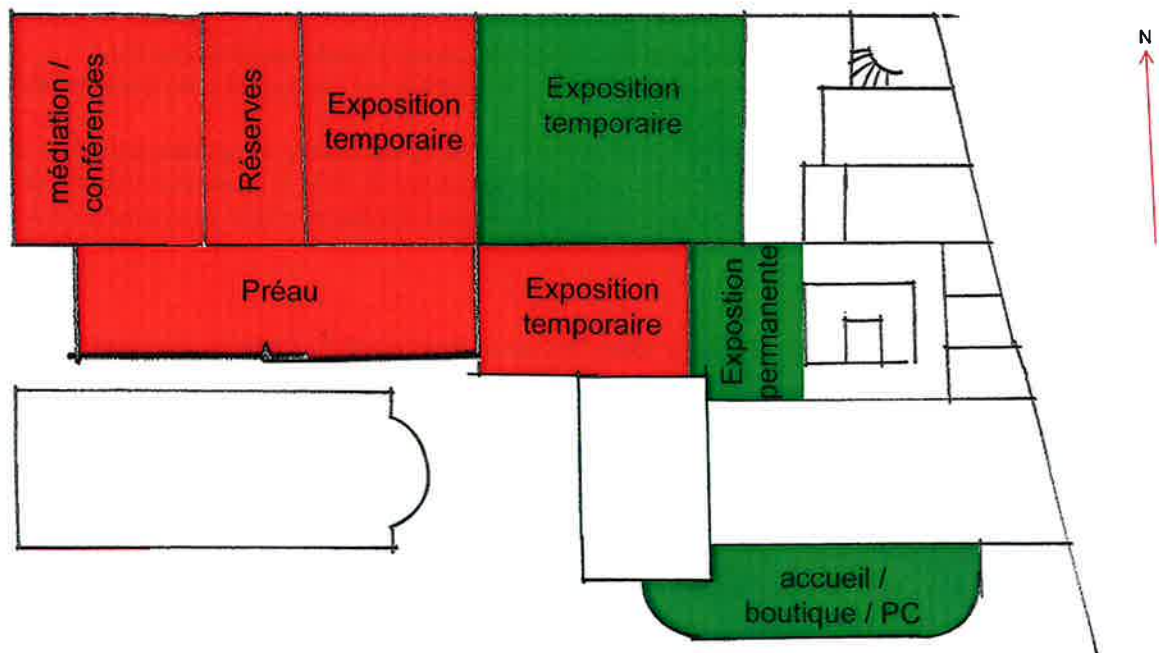 N
médiation /
conférences
Réserves
Exposition
temporaire
Exposition
temporaire
Préau
Exposition
temporaire
Expostion
permanente
accueil /
boutique / PC